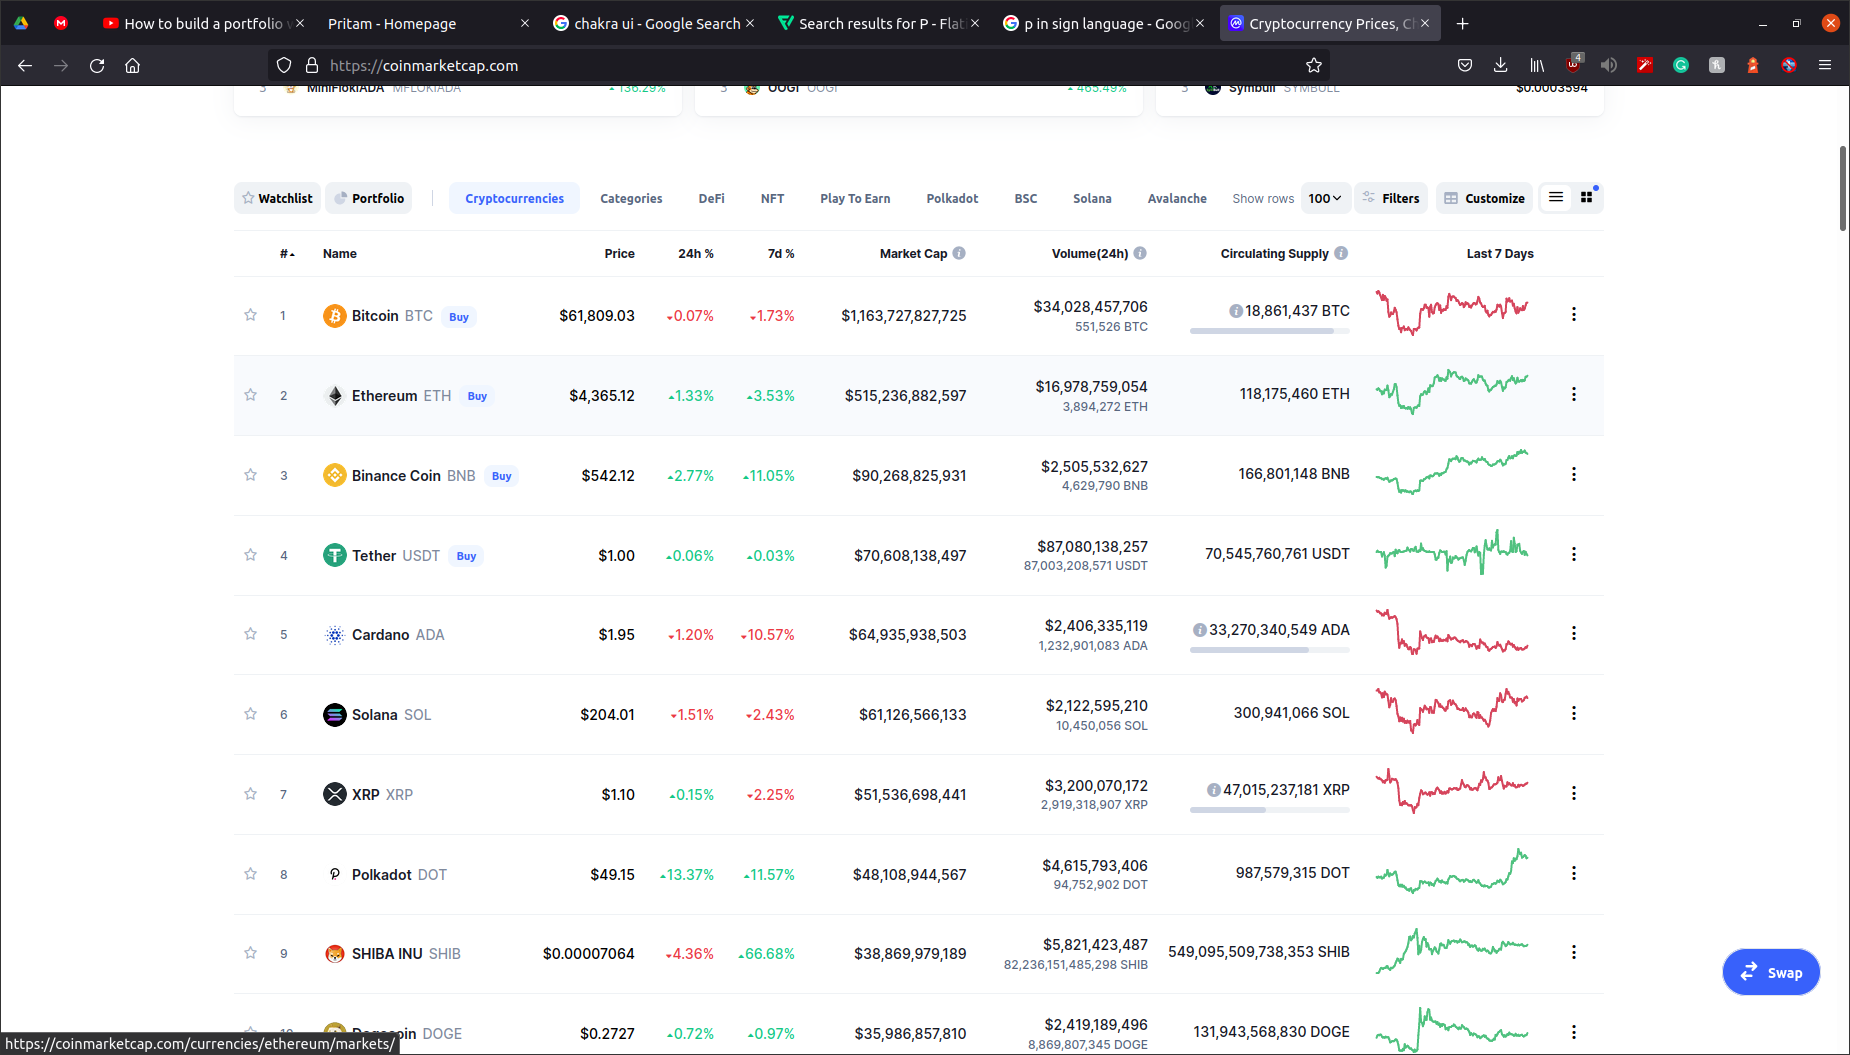 How to build a portfolio w
Pritam - Homepage
chakra ui - Google Search
Search results for P - Flat
p in sign language - Goog
Cryptocurrency Prices, C
https://coinmarketcap.com
4
3 MiniFlokiADA MFLOKIADA 136.29%
3 OOGI OOGI 465.49%
3 Symbull SYMBULL $0.0003594
Watchlist Portfolio Cryptocurrencies Categories DeFi NFT Play To Earn Polkadot BSC Solana Avalanche Show rows 100 Filters Customize
# Name Price 24h % 7d % Market Cap Volume(24h) Circulating Supply Last 7 Days
1 Bitcoin BTC Buy $61,809.03 0.07% 1.73% $1,163,727,827,725 $34,028,457,706 18,861,437 BTC
551,526 BTC
2 Ethereum ETH Buy $4,365.12 1.33% 3.53% $515,236,882,597 $16,978,759,054 118,175,460 ETH
3,894,272 ETH
3 Binance Coin BNB Buy $542.12 2.77% 11.05% $90,268,825,931 $2,505,532,627 166,801,148 BNB
4,629,790 BNB
4 Tether USDT Buy $1.00 0.06% 0.03% $70,608,138,497 $87,080,138,257 70,545,760,761 USDT
87,003,208,571 USDT
5 Cardano ADA $1.95 1.20% 10.57% $64,935,938,503 $2,406,335,119 33,270,340,549 ADA
1,232,901,083 ADA
6 Solana SOL $204.01 1.51% 2.43% $61,126,566,133 $2,122,595,210 300,941,066 SOL
10,450,056 SOL
7 XRP XRP $1.10 0.15% 2.25% $51,536,698,441 $3,200,070,172 47,015,237,181 XRP
2,919,318,907 XRP
8 Polkadot DOT $49.15 13.37% 11.57% $48,108,944,567 $4,615,793,406 987,579,315 DOT
94,752,902 DOT
9 SHIBA INU SHIB $0.00007064 4.36% 66.68% $38,869,979,189 $5,821,423,487 549,095,509,738,353 SHIB
82,236,151,485,298 SHIB
Swap
10 Dogecoin DOGE $0.2727 0.72% 0.97% $35,986,857,810 $2,419,189,496 131,943,568,830 DOGE
8,869,807,345 DOGE
https://coinmarketcap.com/currencies/ethereum/markets/